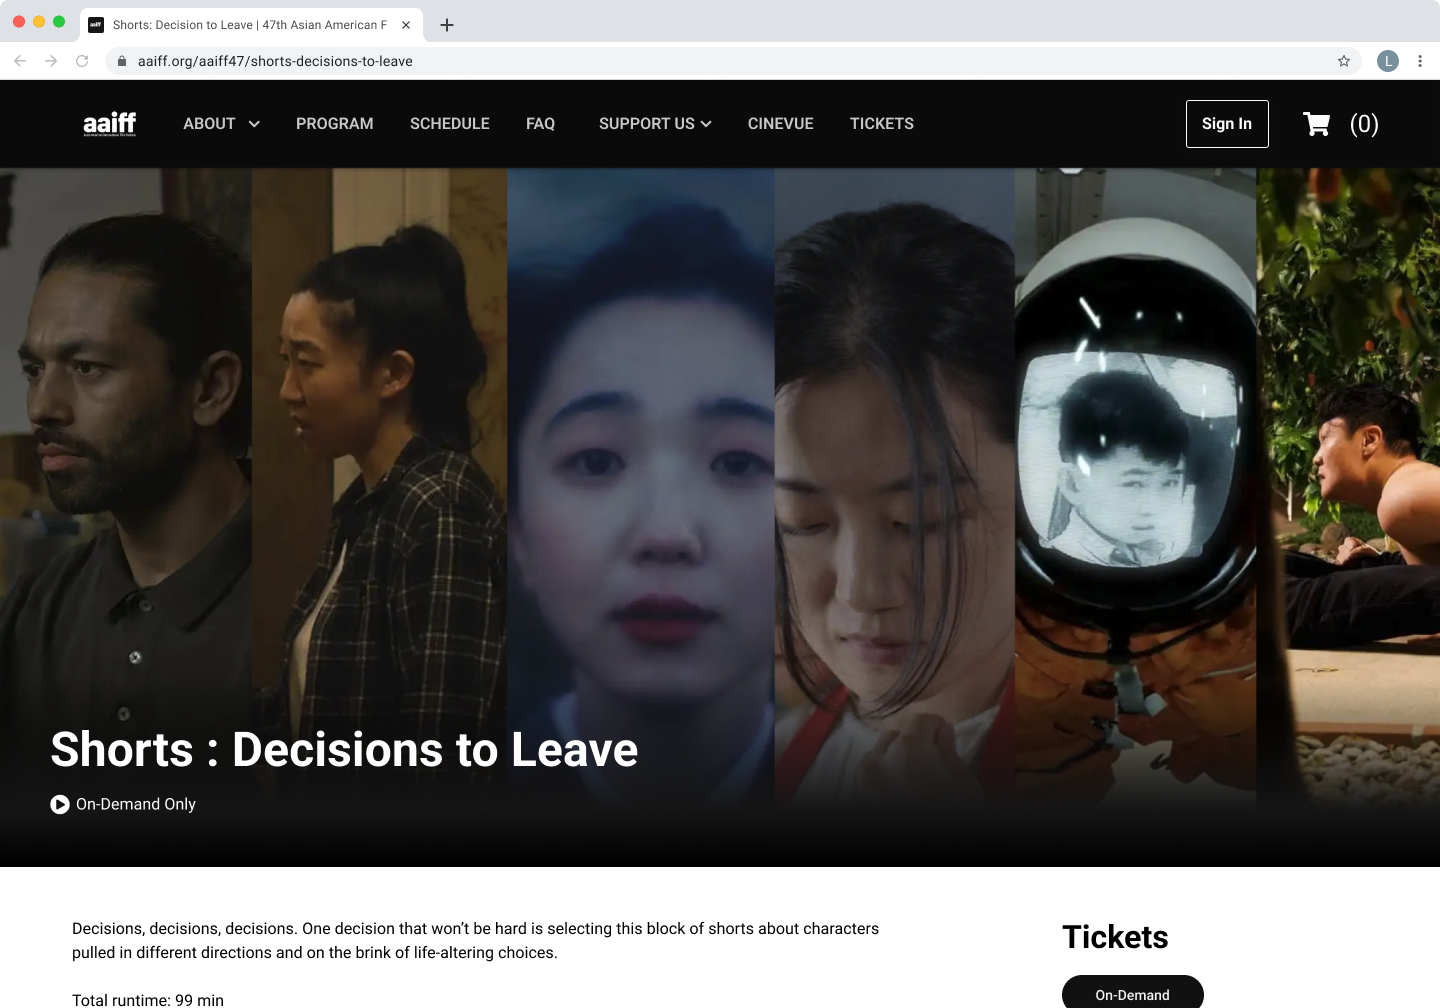 Shorts: Decision to Leave | 47th Asian American F
aaiff.org/aaiff47/shorts-decisions-to-leave
L
aaiff
ABOUT PROGRAM SCHEDULE FAQ SUPPORT US CINEVUE TICKETS Sign In (0)
Shorts : Decisions to Leave
On-Demand Only
Decisions, decisions, decisions. One decision that won’t be hard is selecting this block of shorts about characters
pulled in different directions and on the brink of life-altering choices.
Total runtime: 99 min
Tickets
On-Demand